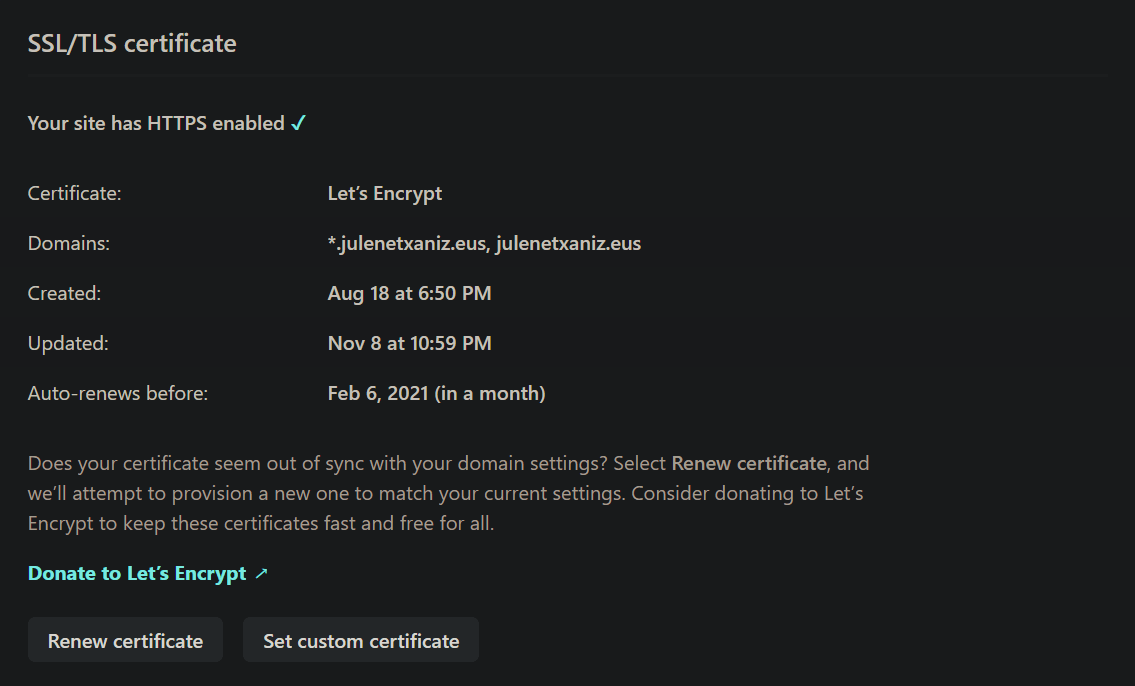 SSL/TLS certificate
Your site has HTTPS enabled ✓
Certificate: Let’s Encrypt
Domains: *.julenetxaniz.eus, julenetxaniz.eus
Created: Aug 18 at 6:50 PM
Updated: Nov 8 at 10:59 PM
Auto-renews before: Feb 6, 2021 (in a month)
Does your certificate seem out of sync with your domain settings? Select Renew certificate, and
we’ll attempt to provision a new one to match your current settings. Consider donating to Let’s
Encrypt to keep these certificates fast and free for all.
Donate to Let’s Encrypt ↗
Renew certificate Set custom certificate